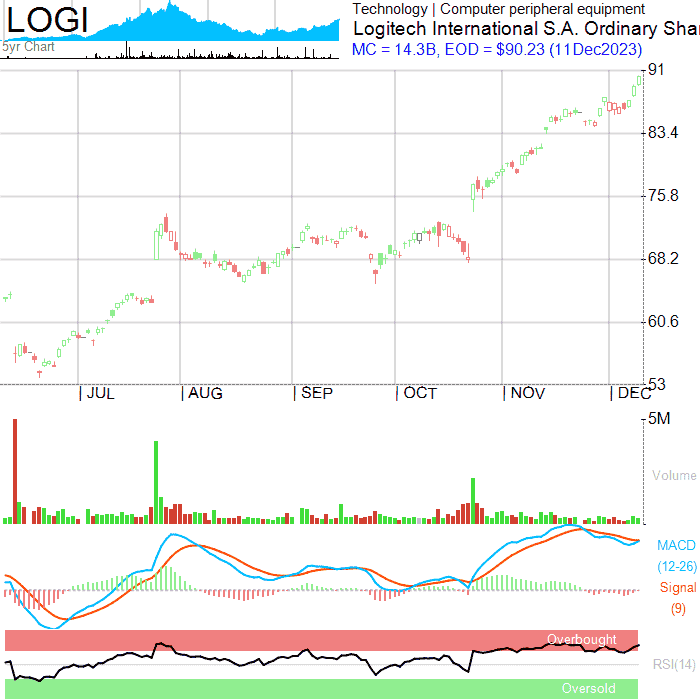 LOGI
5yr Chart
Technology | Computer peripheral equipment
Logitech International S.A. Ordinary Shar
MC = 14.3B, EOD = $90.23 (11Dec2023)
91
83.4
75.8
68.2
60.6
53
JUL AUG SEP OCT NOV DEC
5M
Volume
MACD
(12-26)
Signal
(9)
Overbought
RSI(14)
Oversold